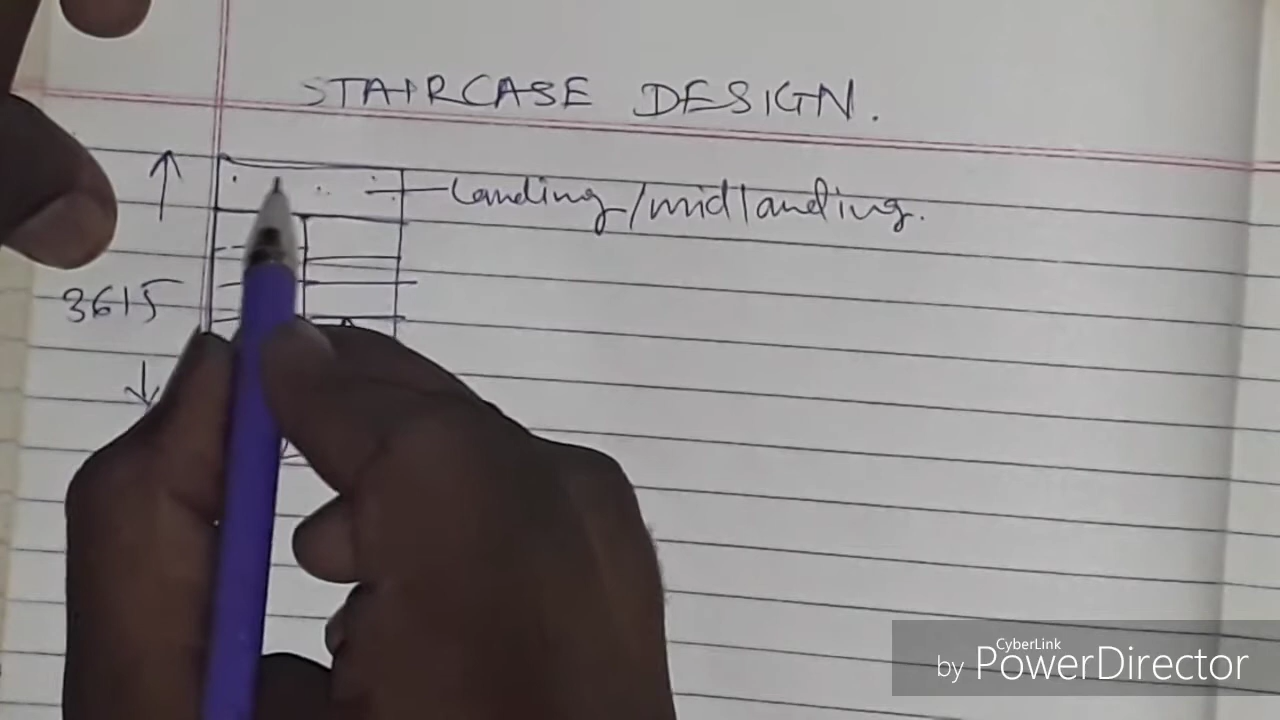 STAIRCASE DESIGN.
Landing/midlanding.
3615
CyberLink
by PowerDirector